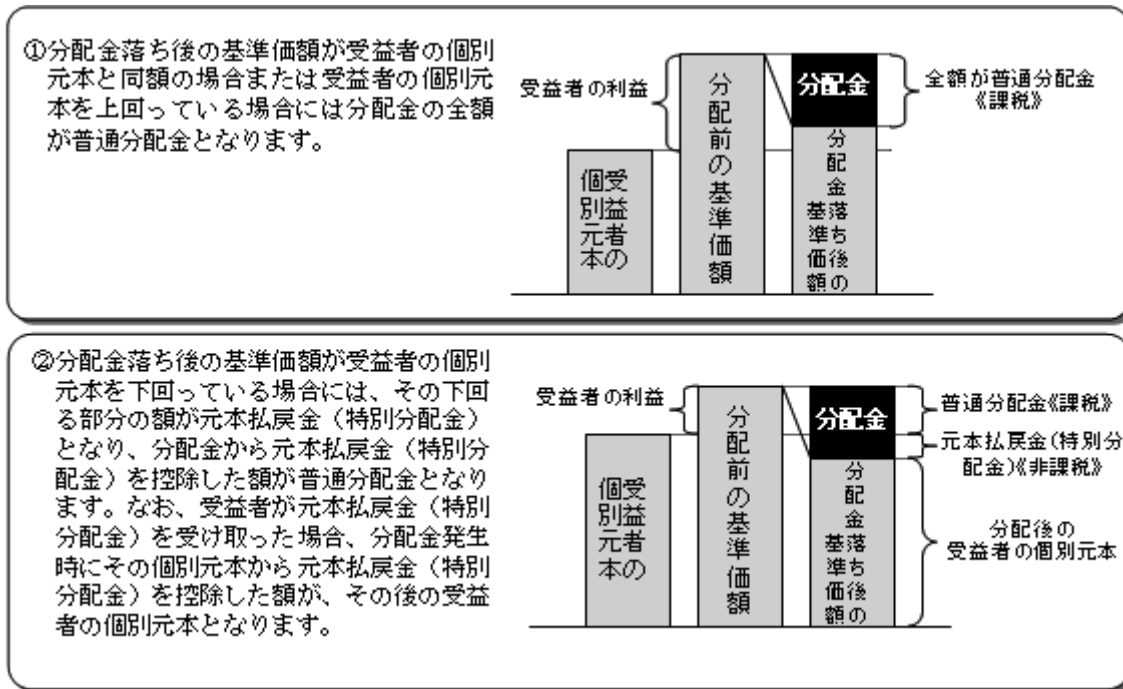 ①分配金落ち後の基準価額が受益者の個別
元本と同額の場合または受益者の個別元
本を上回っている場合には分配金の全額
が普通分配金となります。
受益者の利益
受益者の
個別元本
分配前の基準価額
分配金
分配金落ち後の
基準価額
全額が普通分配金
《課税》
②分配金落ち後の基準価額が受益者の個別
元本を下回っている場合には、その下回
る部分の額が元本払戻金(特別分配金)
となり、分配金から元本払戻金(特別分
配金)を控除した額が普通分配金となり
ます。なお、受益者が元本払戻金(特別
分配金)を受け取った場合、分配金発生
時にその個別元本から元本払戻金(特別
分配金)を控除した額が、その後の受益
者の個別元本となります。
受益者の利益
受益者の
個別元本
分配前の基準価額
分配金
分配金落ち後の
基準価額
普通分配金《課税》
元本払戻金(特別分
配金)《非課税》
分配後の
受益者の個別元本